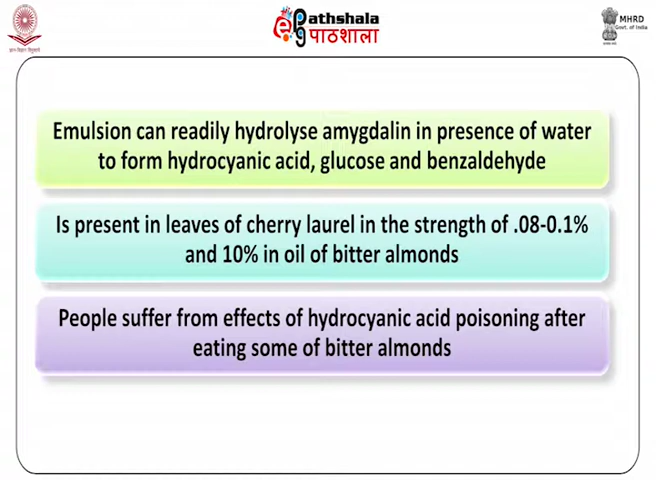 Pathshala
पाठशाला
MHRD
Govt. of India
Emulsion can readily hydrolyse amygdalin in presence of water
to form hydrocyanic acid, glucose and benzaldehyde
Is present in leaves of cherry laurel in the strength of .08-0.1%
and 10% in oil of bitter almonds
People suffer from effects of hydrocyanic acid poisoning after
eating some of bitter almonds